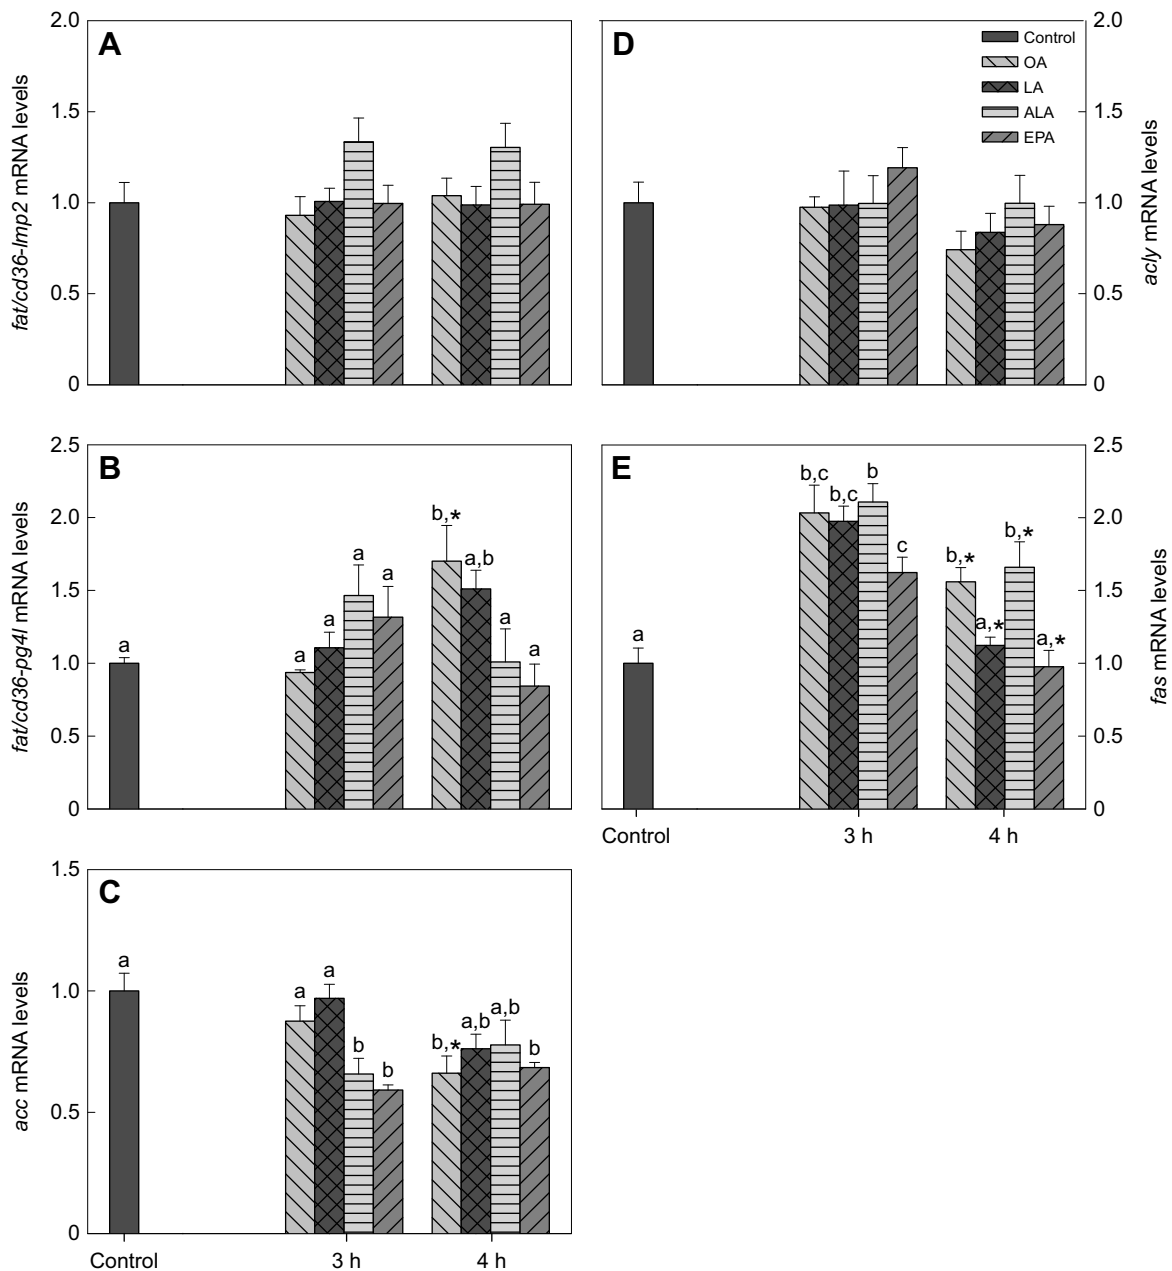 A
2.0
1.5
1.0
0.5
0
fat/cd36-lmp2 mRNA levels
D
Control
OA
LA
ALA
EPA
2.0
1.5
1.0
0.5
0
acly mRNA levels
B
2.5
2.0
1.5
1.0
0.5
0
fat/cd36-pg4l mRNA levels
a
a
a
a
a
b,*
a,b
a
a
E
2.5
2.0
1.5
1.0
0.5
0
fas mRNA levels
a
b,c
b,c
b
c
b,*
a,*
b,*
a,*
Control
3 h
4 h
C
1.5
1.0
0.5
0
acc mRNA levels
a
a
a
b
b
b,*
a,b
a,b
b
Control
3 h
4 h